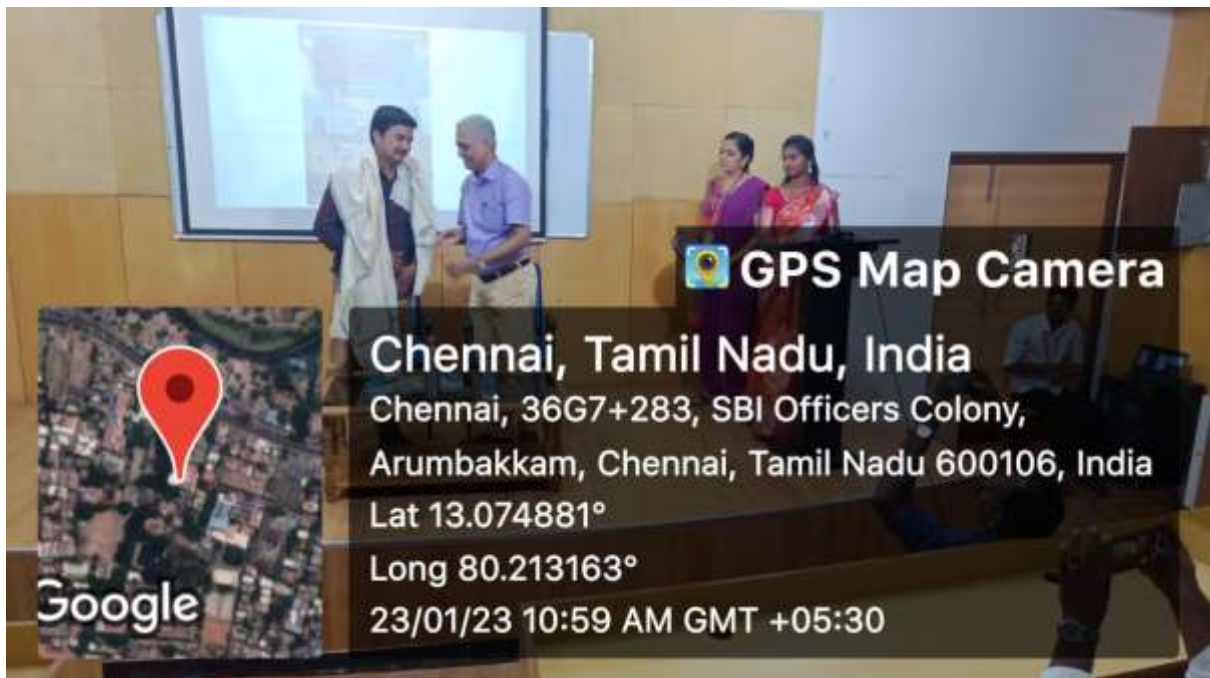 GPS Map Camera
Chennai, Tamil Nadu, India
Chennai, 36G7+283, SBI Officers Colony,
Arumbakkam, Chennai, Tamil Nadu 600106, India
Lat 13.074881°
Long 80.213163°
23/01/23 10:59 AM GMT +05:30
Google